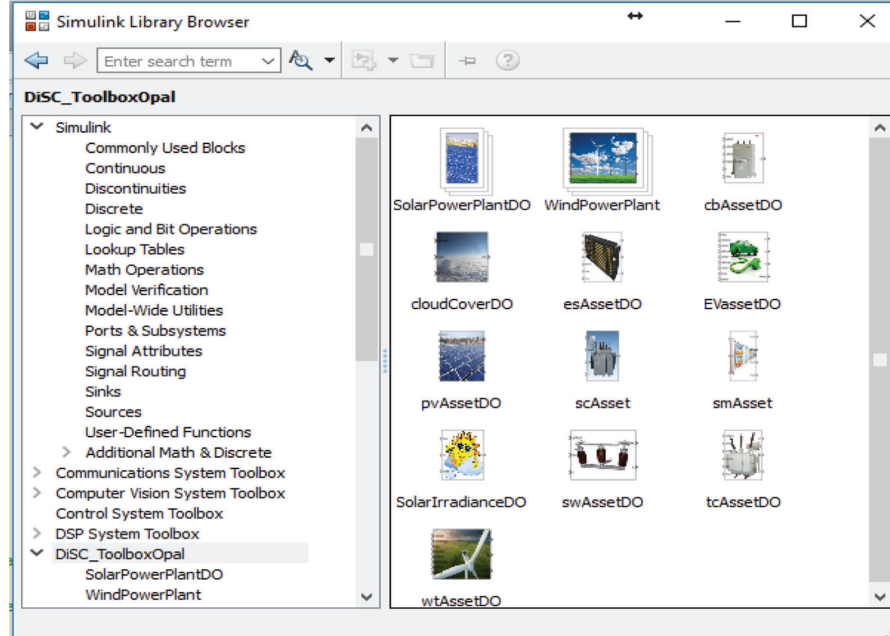 Simulink Library Browser
Enter search term
DiSC_ToolboxOpal
Simulink
Commonly Used Blocks
Continuous
Discontinuities
Discrete
Logic and Bit Operations
Lookup Tables
Math Operations
Model Verification
Model-Wide Utilities
Ports & Subsystems
Signal Attributes
Signal Routing
Sinks
Sources
User-Defined Functions
Additional Math & Discrete
Communications System Toolbox
Computer Vision System Toolbox
Control System Toolbox
DSP System Toolbox
DiSC_ToolboxOpal
SolarPowerPlantDO
WindPowerPlant
SolarPowerPlantDO WindPowerPlant cbAssetDO
cloudCoverDO esAssetDO EVassetDO
pvAssetDO scAsset smAsset
SolarIrradianceDO swAssetDO tcAssetDO
wtAssetDO